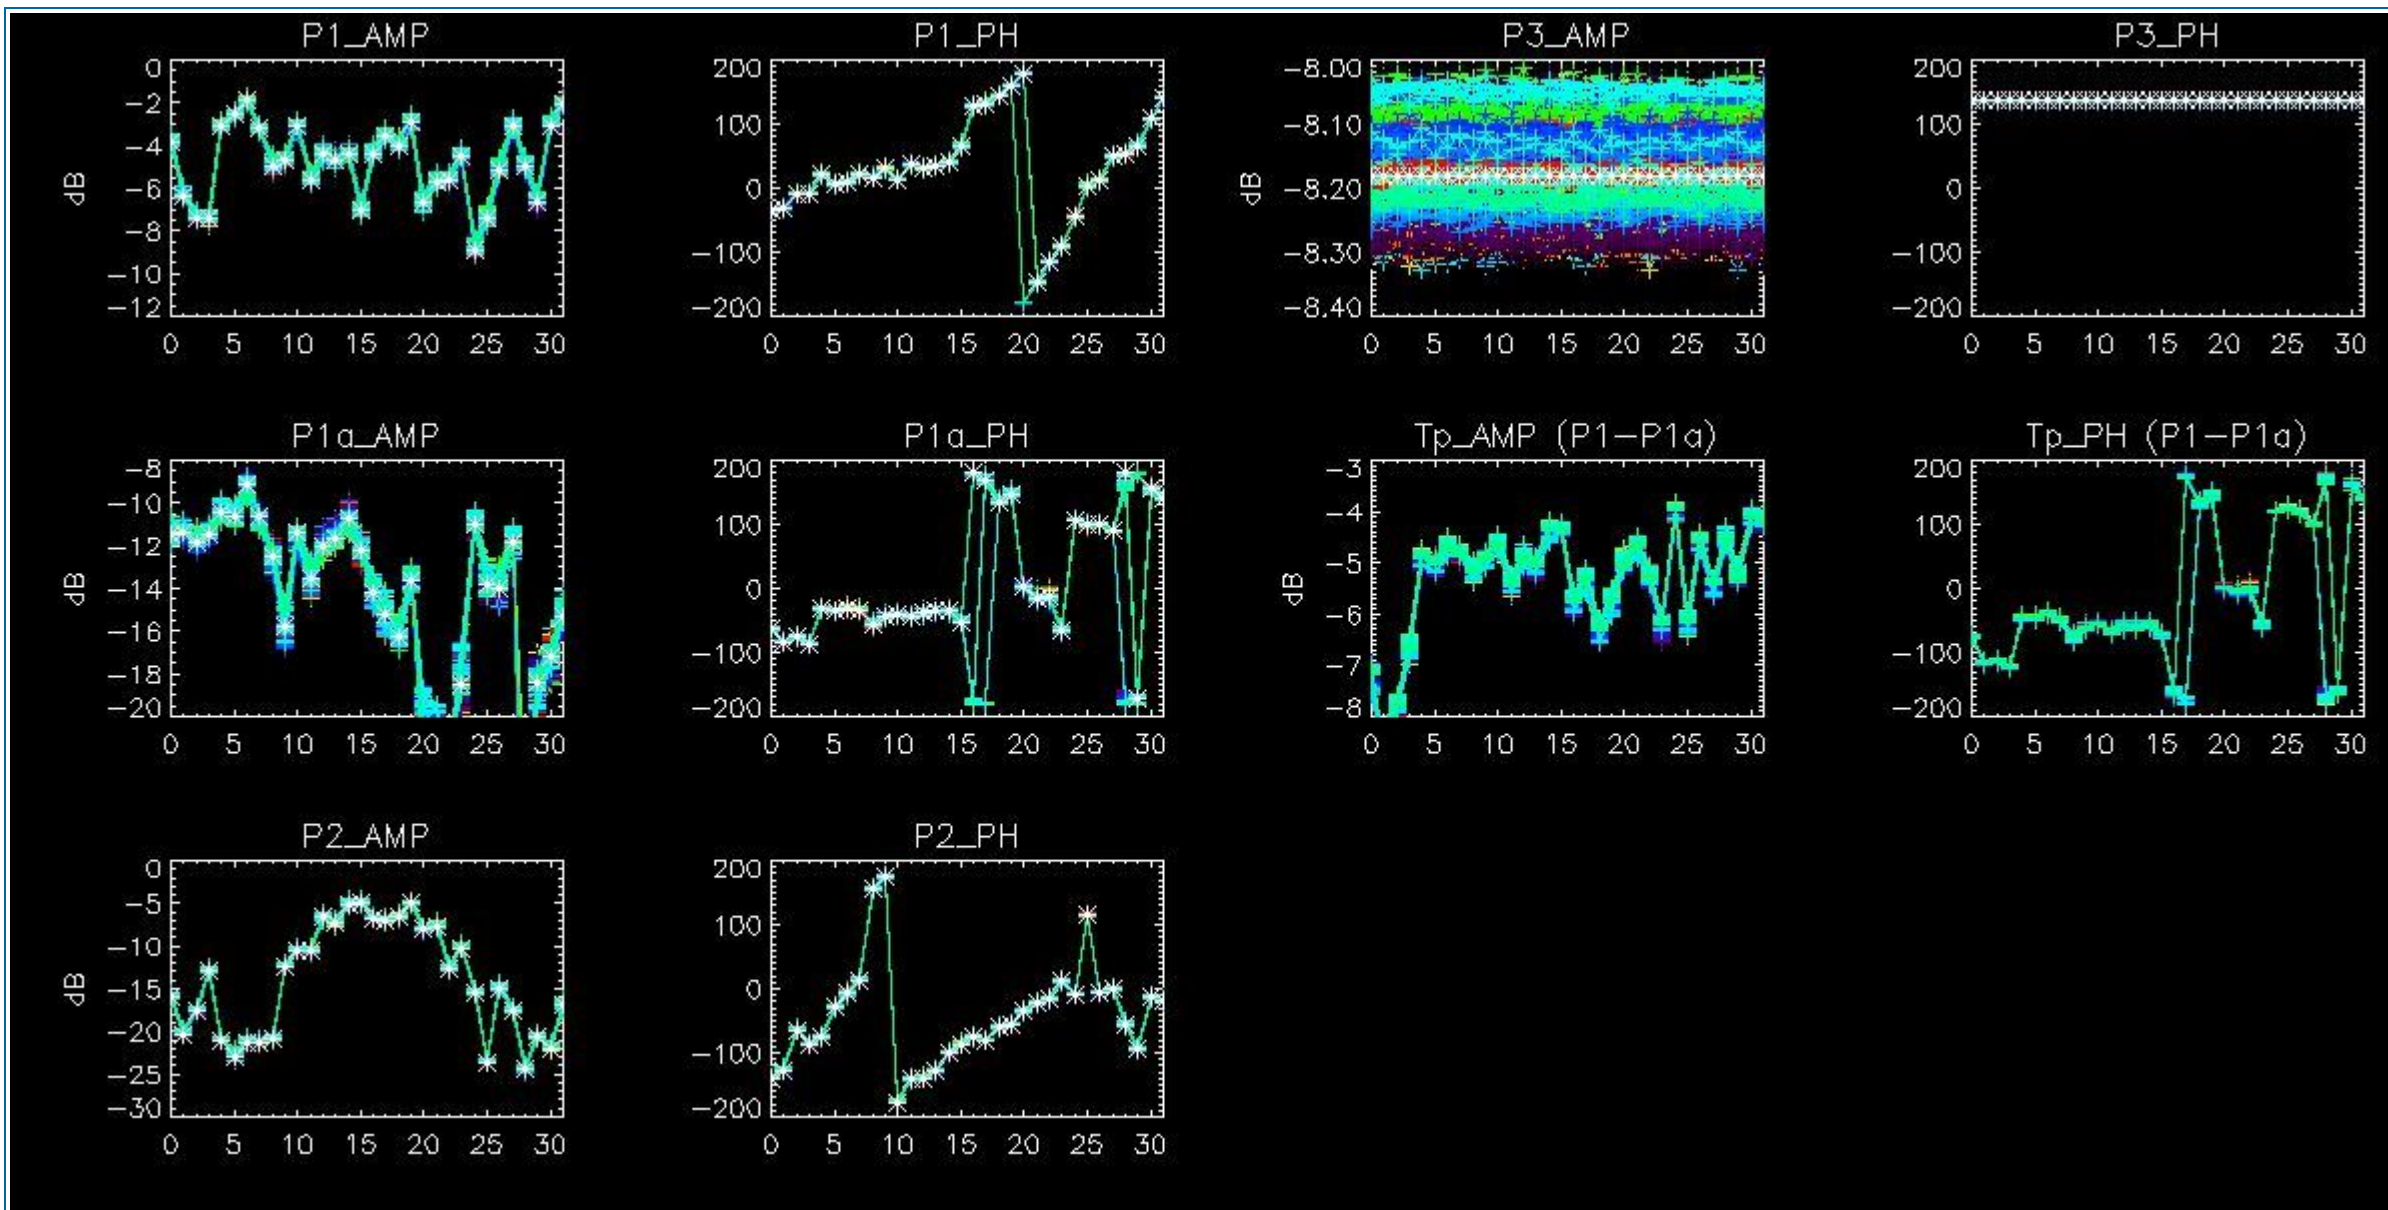 P1_AMP P1_PH P3_AMP P3_PH
0 200 -8.00 200
-2
-4 100 -8.10 100
dB -6 0 dB -8.20 0
-8
-10 -100 -8.30 -100
-12 -200 -8.40 -200
0 5 10 15 20 25 30 0 5 10 15 20 25 30 0 5 10 15 20 25 30 0 5 10 15 20 25 30
P1a_AMP P1a_PH Tp_AMP (P1-P1a) Tp_PH (P1-P1a)
-8 200 -3 200
-10 100 -4 100
-12
dB -14 0 dB -5 0
-16 -6
-18 -100 -7 -100
-20 -200 -8 -200
0 5 10 15 20 25 30 0 5 10 15 20 25 30 0 5 10 15 20 25 30 0 5 10 15 20 25 30
P2_AMP P2_PH
0 200
-5 100
-10
dB -15 0
-20 -100
-25
-30 -200
0 5 10 15 20 25 30 0 5 10 15 20 25 30